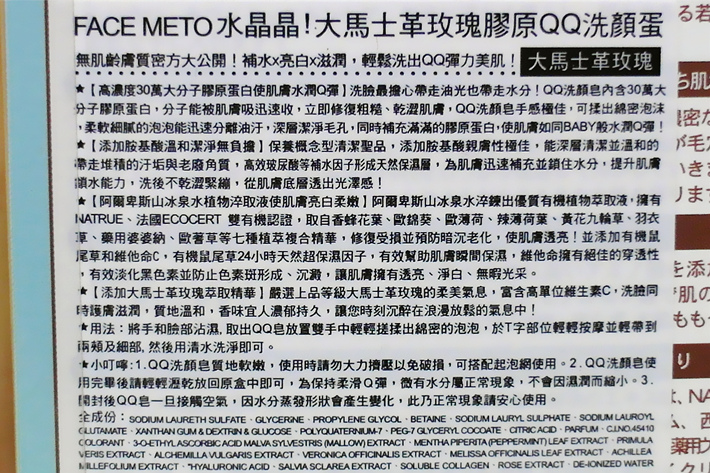 FACE METO 水晶晶!大馬士革玫瑰膠原QQ洗顏蛋
無肌齡膚質密方大公開!補水x亮白x滋潤,輕鬆洗出QQ彈力美肌! 大馬士革玫瑰
★【高濃度30萬大分子膠原蛋白使肌膚水潤Q彈】洗臉最擔心帶走油光也帶走水分!QQ洗顏皂內含30萬大
分子膠原蛋白,分子能被肌膚吸迅速收,立即修復粗糙、乾澀肌膚,QQ洗顏皂手感極佳,可揉出綿密泡沫
,柔軟細膩的泡泡能迅速分離油汙,深層潔淨毛孔,同時補充滿滿的膠原蛋白,使肌膚如同BABY般水潤Q彈!
★【添加胺基酸溫和潔淨無負擔】保養概念型清潔聖品,添加胺基酸親膚性極佳,能深層清潔並溫和的
帶走堆積的汙垢與老廢角質,高效玻尿酸等補水因子形成天然保濕層,為肌膚迅速補充並鎖住水分,提升肌膚
鎖水能力,洗後不乾澀緊繃,從肌膚底層透出光澤感!
★【阿爾卑斯山冰泉水植物淬取液使肌膚亮白柔嫩】阿爾卑斯山冰泉水淬鍊出優質有機植物萃取液,擁有
NATRUE、法國ECOCERT 雙有機認證,取自香蜂花葉、歐錦葵、歐薄荷、辣薄荷葉、黃花九輪草、羽衣
草、藥用婆婆納、歐蓍草等七種植萃複合精華,修復受損並預防暗沉老化,使肌膚透亮!並添加有機鼠
尾草和維他命C,有機鼠尾草24小時天然超保濕因子,有效幫助肌膚瞬間保濕,維他命擁有絕佳的穿透性
,有效淡化黑色素並防止色素斑形成、沉澱,讓肌膚擁有透亮、淨白、無暇光采。
★【添加大馬士革玫瑰萃取精華】嚴選上品等級大馬士革玫瑰的柔美氣息,富含高單位維生素C,洗臉同
時護膚滋潤,質地溫和,香味宜人濃郁持久,讓您時刻沉醉在浪漫放鬆的氣息中!
★用法:將手和臉部沾濕,取出QQ皂放置雙手中輕輕搓揉出綿密的泡泡,於T字部位輕輕按摩並輕帶到
兩頰及細部,然後用清水洗淨即可。
★小叮嚀:1.QQ洗顏皂質地軟嫩,使用時請勿大力擠壓以免破損,可搭配起泡網使用。2.QQ洗顏皂使
用完畢後請輕輕瀝乾放回原盒中即可,為保持柔滑Q彈,微有水分屬正常現象,不會因濕潤而縮小。3.
開封後QQ皂一旦接觸空氣,因水分蒸發形狀會產生變化,此乃正常現象請安心使用。
全成份:SODIUM LAURETH SULFATE、GLYCERINE、PROPYLENE GLYCOL、BETAINE、SODIUM LAURYL SULPHATE、SODIUM LAUROYL
GLUTAMATE、XANTHAN GUM & DEXTRIN & GLUCROSE、POLYQUATERNIUM-7、PEG-7 GLYCERYL COCOATE、CITRIC ACID、PARFUM、C.I.NO.45410
COLORANT、3-O-ETHYL ASCORBIC ACID MALVA SYLVESTRIS (MALLOW) EXTRACT、MENTHA PIPERITA (PEPPERMINT) LEAF EXTRACT、PRIMULA
VERIS EXTRACT、ALCHEMILLA VULGARIS EXTRACT、VERONICA OFFICINALIS EXTRACT、MELISSA OFFICINALIS LEAF EXTRACT、ACHILLEA
MILLEFOLIUM EXTRACT、"HYALURONIC ACID、SALVIA SCLAREA EXTRACT、SOLUBLE COLLAGEN、ROSE EXTRACT、DE-IONIZED WATER